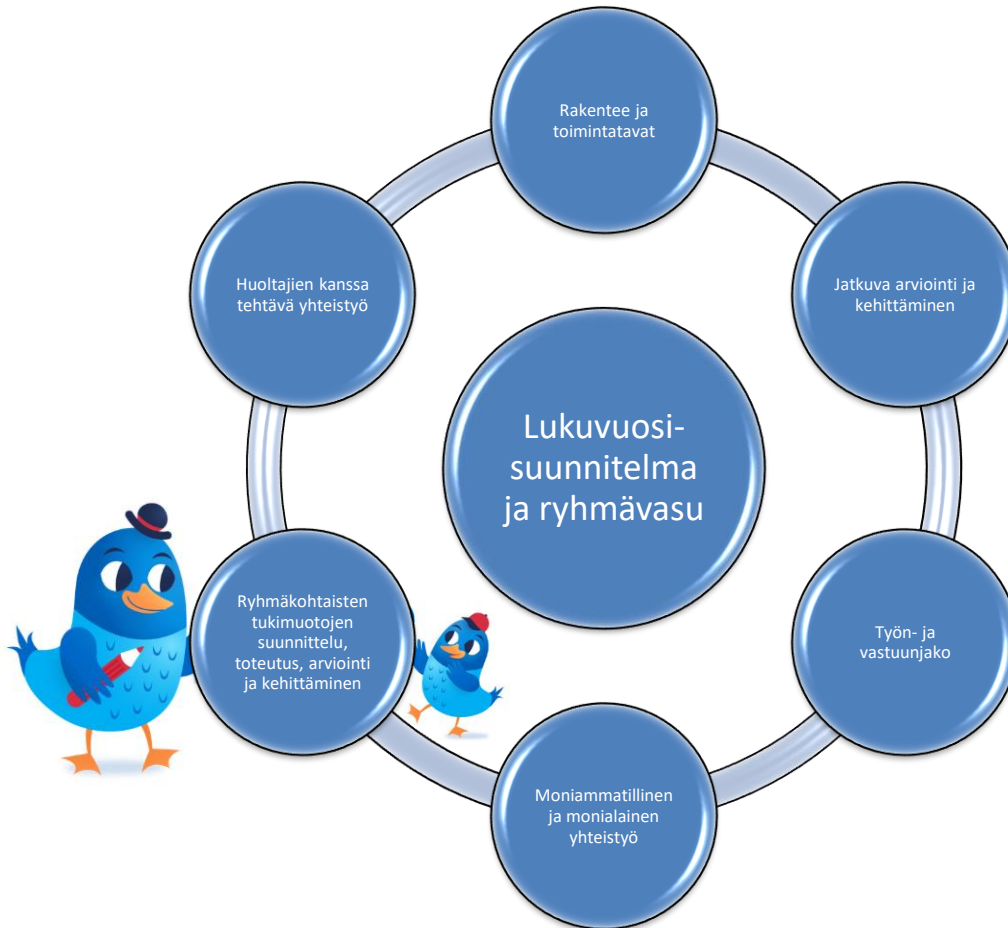 Rakentee ja
toimintatavat
Jatkuva arviointi ja
kehittäminen
Työn- ja
vastuunjako
Moniammatillinen
ja monialainen
yhteistyö
Ryhmäkohtaisten
tukimuotojen
suunnittelu,
toteutus, arviointi
ja kehittäminen
Huoltajien kanssa
tehtävä yhteistyö
Lukuvuosi-
suunnitelma
ja ryhmävasu